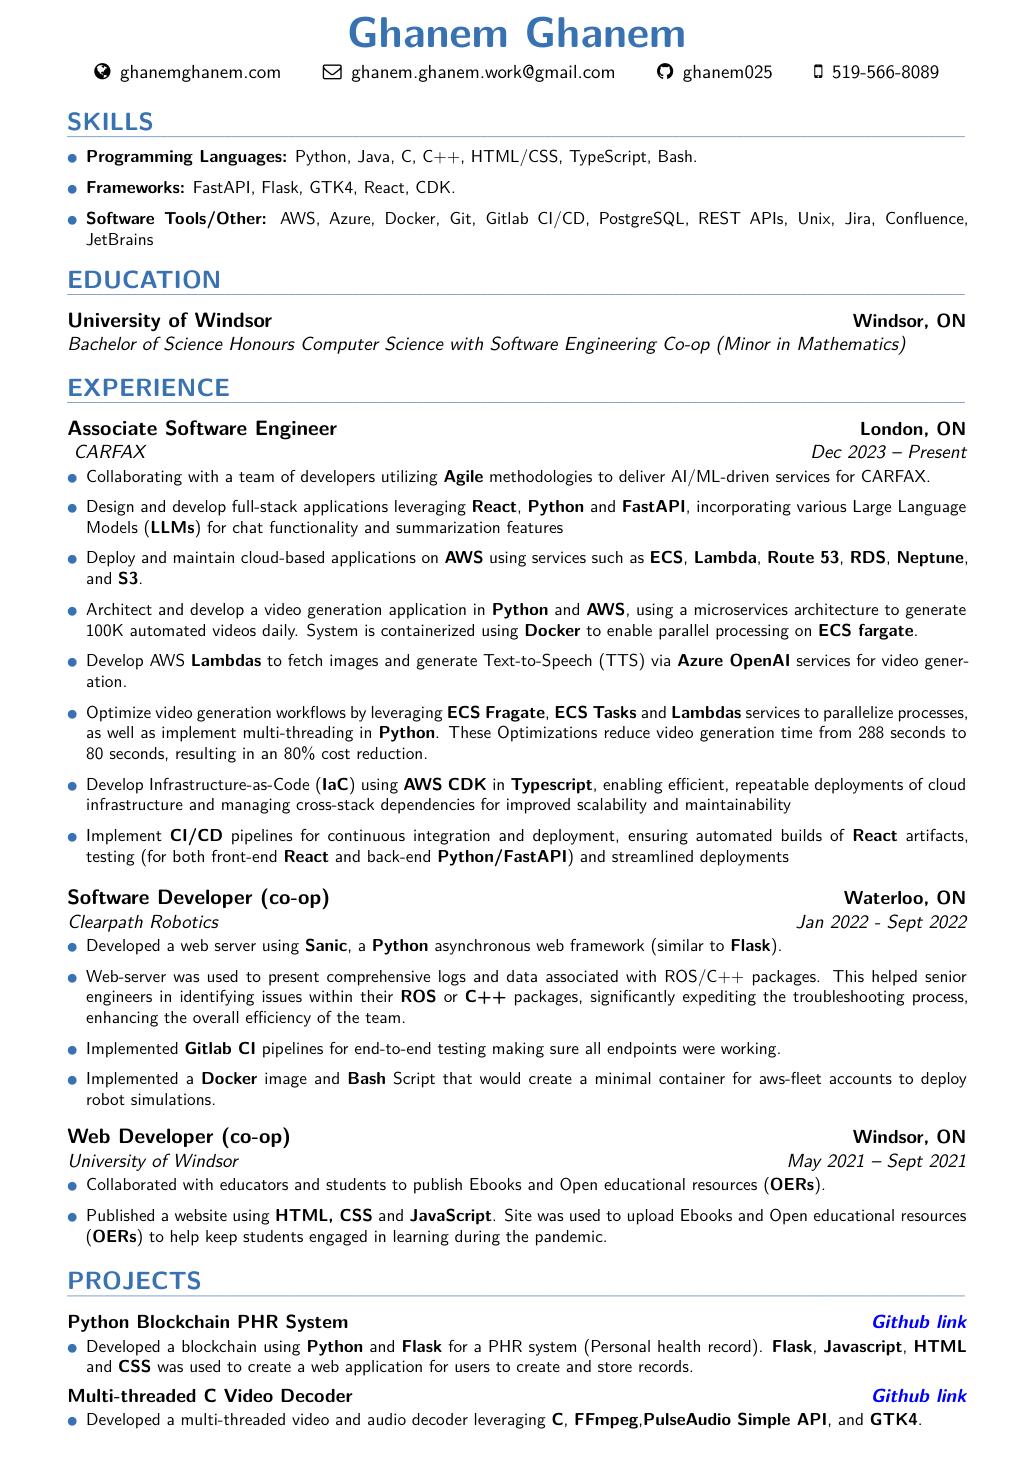 Ghanem Ghanem
ghanemghanem.com ghanem.ghanem.work@gmail.com ghanem025 519-566-8089
SKILLS
• Programming Languages: Python, Java, C, C++, HTML/CSS, TypeScript, Bash.
• Frameworks: FastAPI, Flask, GTK4, React, CDK.
• Software Tools/Other: AWS, Azure, Docker, Git, Gitlab CI/CD, PostgreSQL, REST APIs, Unix, Jira, Confluence,
JetBrains
EDUCATION
University of Windsor Windsor, ON
Bachelor of Science Honours Computer Science with Software Engineering Co-op (Minor in Mathematics)
EXPERIENCE
Associate Software Engineer London, ON
CARFAX Dec 2023 – Present
• Collaborating with a team of developers utilizing Agile methodologies to deliver AI/ML-driven services for CARFAX.
• Design and develop full-stack applications leveraging React, Python and FastAPI, incorporating various Large Language
Models (LLMs) for chat functionality and summarization features
• Deploy and maintain cloud-based applications on AWS using services such as ECS, Lambda, Route 53, RDS, Neptune,
and S3.
• Architect and develop a video generation application in Python and AWS, using a microservices architecture to generate
100K automated videos daily. System is containerized using Docker to enable parallel processing on ECS fargate.
• Develop AWS Lambdas to fetch images and generate Text-to-Speech (TTS) via Azure OpenAI services for video gener-
ation.
• Optimize video generation workflows by leveraging ECS Fragate, ECS Tasks and Lambdas services to parallelize processes,
as well as implement multi-threading in Python. These Optimizations reduce video generation time from 288 seconds to
80 seconds, resulting in an 80% cost reduction.
• Develop Infrastructure-as-Code (IaC) using AWS CDK in Typescript, enabling efficient, repeatable deployments of cloud
infrastructure and managing cross-stack dependencies for improved scalability and maintainability
• Implement CI/CD pipelines for continuous integration and deployment, ensuring automated builds of React artifacts,
testing (for both front-end React and back-end Python/FastAPI) and streamlined deployments
Software Developer (co-op) Waterloo, ON
Clearpath Robotics Jan 2022 - Sept 2022
• Developed a web server using Sanic, a Python asynchronous web framework (similar to Flask).
• Web-server was used to present comprehensive logs and data associated with ROS/C++ packages. This helped senior
engineers in identifying issues within their ROS or C++ packages, significantly expediting the troubleshooting process,
enhancing the overall efficiency of the team.
• Implemented Gitlab CI pipelines for end-to-end testing making sure all endpoints were working.
• Implemented a Docker image and Bash Script that would create a minimal container for aws-fleet accounts to deploy
robot simulations.
Web Developer (co-op) Windsor, ON
University of Windsor May 2021 – Sept 2021
• Collaborated with educators and students to publish Ebooks and Open educational resources (OERs).
• Published a website using HTML, CSS and JavaScript. Site was used to upload Ebooks and Open educational resources
(OERs) to help keep students engaged in learning during the pandemic.
PROJECTS
Python Blockchain PHR System Github link
• Developed a blockchain using Python and Flask for a PHR system (Personal health record). Flask, Javascript, HTML
and CSS was used to create a web application for users to create and store records.
Multi-threaded C Video Decoder Github link
• Developed a multi-threaded video and audio decoder leveraging C, FFmpeg,PulseAudio Simple API, and GTK4.